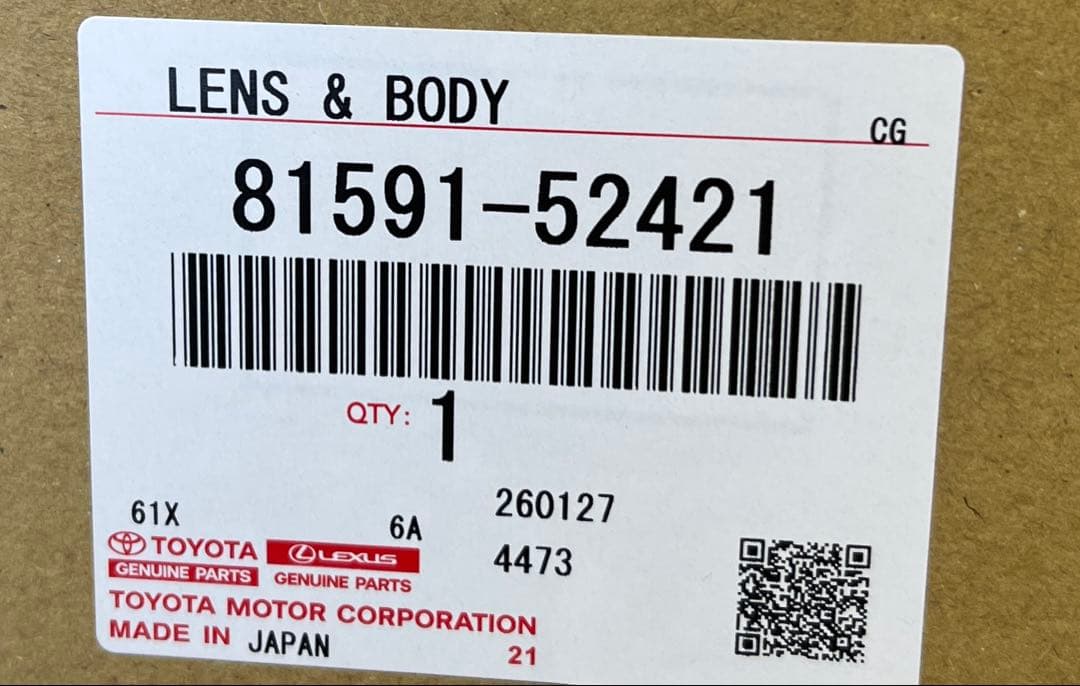 LENS & BODY
CG
81591-52421
QTY: 1
61X 6A 260127
TOYOTA LEXUS 4473
GENUINE PARTS GENUINE PARTS
TOYOTA MOTOR CORPORATION
MADE IN JAPAN 21